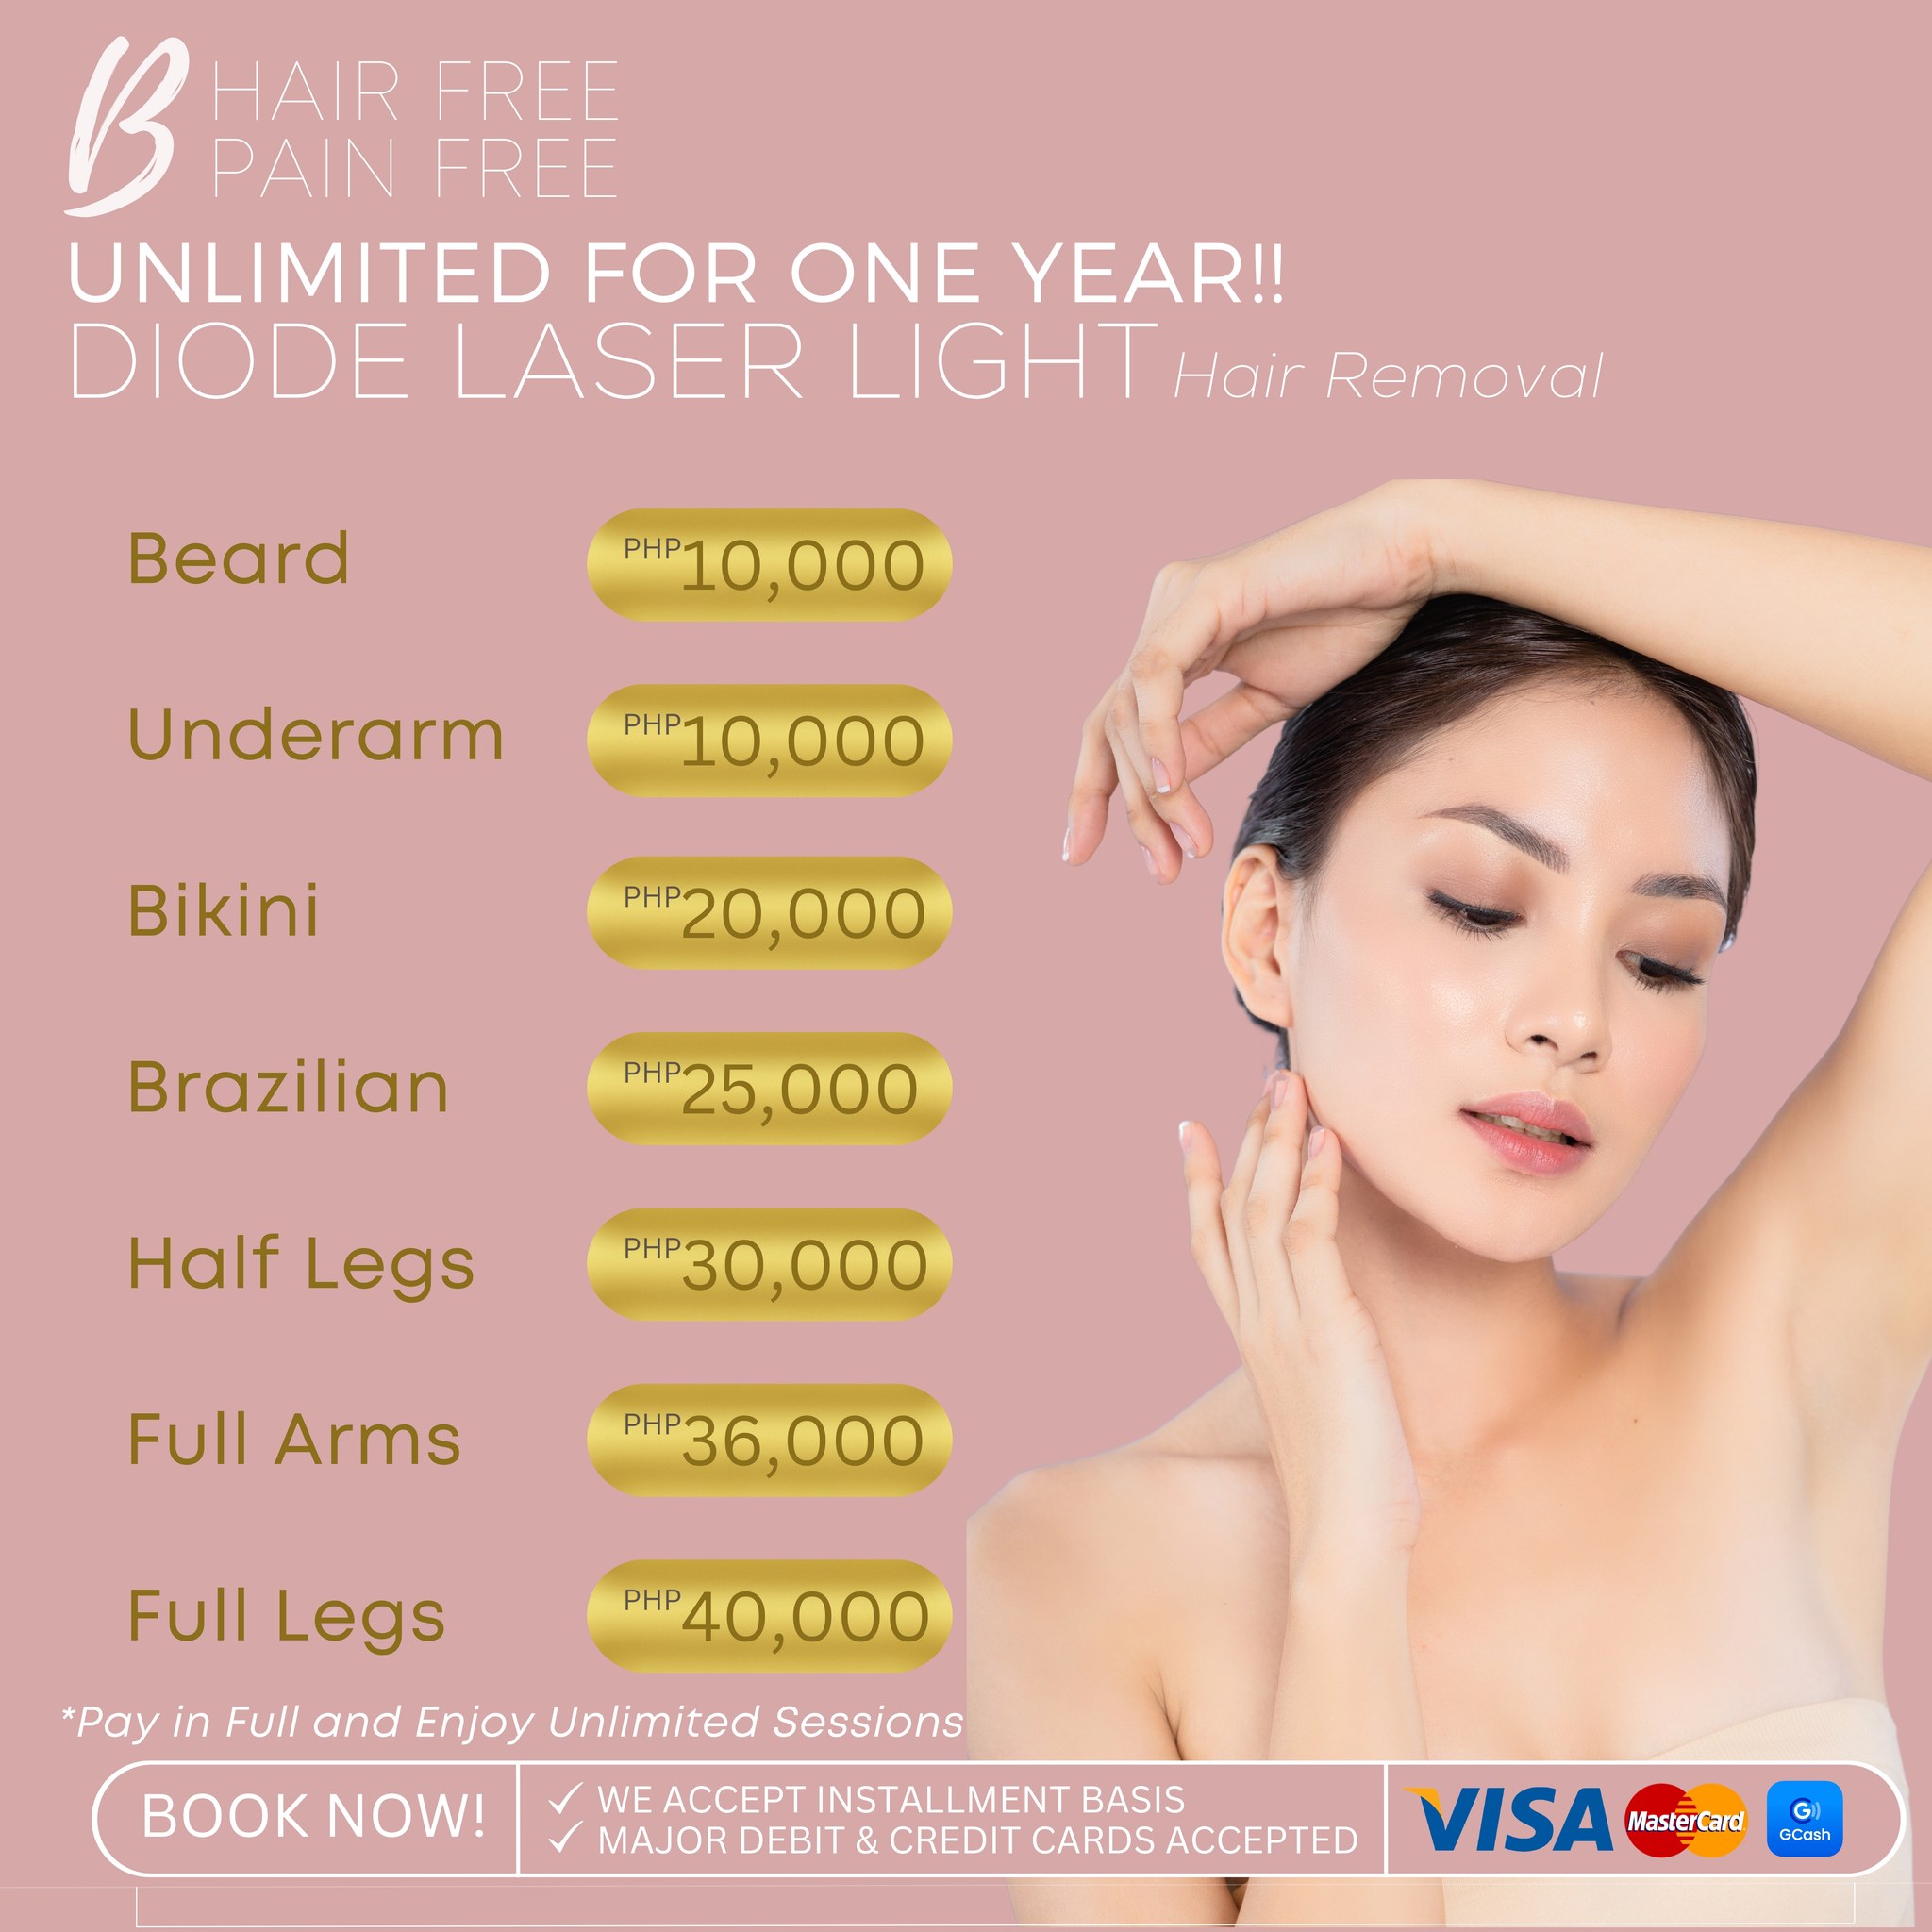 B
HAIR FREE
PAIN FREE
UNLIMITED FOR ONE YEAR!!
DIODE LASER LIGHT Hair Removal
Beard PHP10,000
Underarm PHP10,000
Bikini PHP20,000
Brazilian PHP25,000
Half Legs PHP30,000
Full Arms PHP36,000
Full Legs PHP40,000
*Pay in Full and Enjoy Unlimited Sessions
BOOK NOW!
✓ WE ACCEPT INSTALLMENT BASIS
✓ MAJOR DEBIT & CREDIT CARDS ACCEPTED
VISA MasterCard G GCash